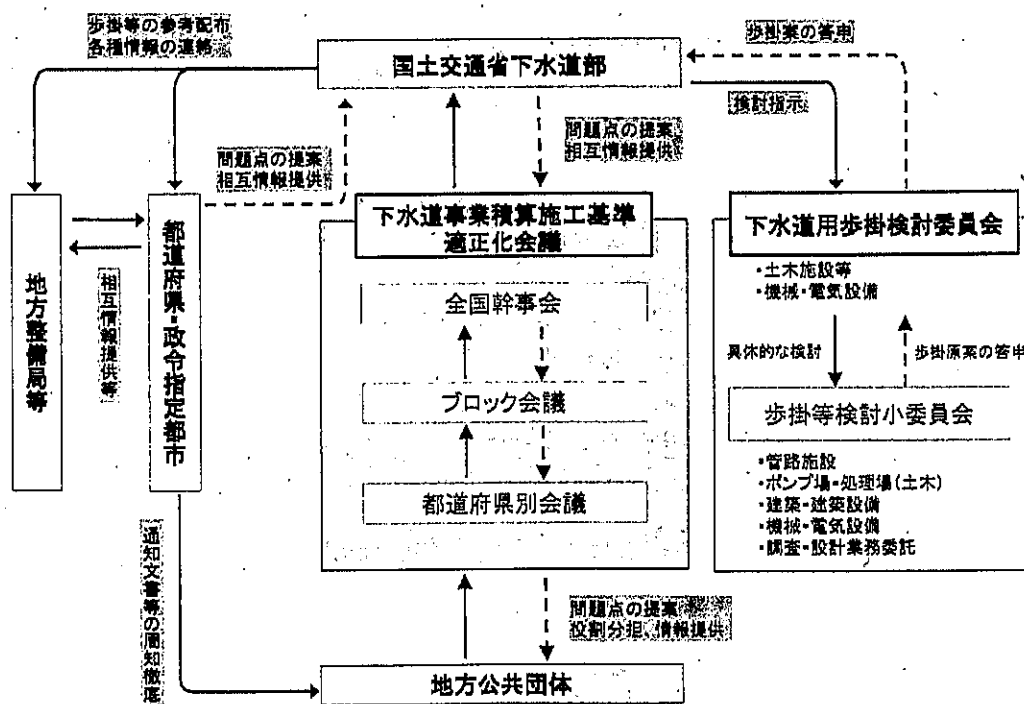 歩掛等の参考配布
各種情報の連絡
国土交通省下水道部
歩掛案の答申
検討指示
問題点の提案
相互情報提供
問題点の提案
相互情報提供
地方整備局等
相互情報提供等
都道府県・政令指定都市
下水道事業積算施工基準
適正化会議
全国幹事会
ブロック会議
都道府県別会議
下水道用歩掛検討委員会
・土木施設等
・機械・電気設備
具体的な検討
歩掛原案の答申
歩掛等検討小委員会
・管路施設
・ポンプ場・処理場(土木)
・建築・建築設備
・機械・電気設備
・調査・設計業務委託
通知文書等の周知徹底
問題点の提案
役割分担、情報提供
地方公共団体